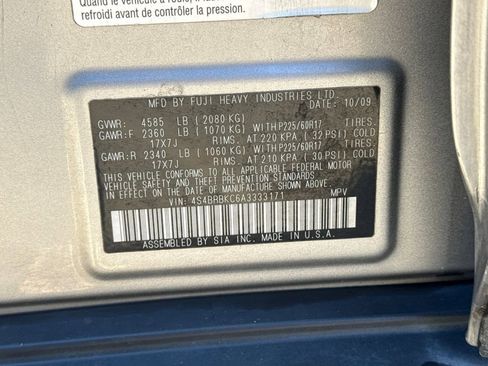 Quand le véhicule a roulé, il
refroidi avant de contrôler la pression.
MFD BY FUJI HEAVY INDUSTRIES LTD.
DATE: 10/09
GVWR: 4585 LB ( 2080 KG)
GAWR:F 2360 LB ( 1070 KG) WITH P225/60R17 TIRES.
17X7J RIMS. AT 220 KPA ( 32 PSI) COLD
GAWR:R 2340 LB ( 1060 KG) WITH P225/60R17 TIRES.
17X7J RIMS. AT 210 KPA ( 30 PSI) COLD
THIS VEHICLE CONFORMS TO ALL APPLICABLE FEDERAL MOTOR
VEHICLE SAFETY AND THEFT PREVENTION STANDARDS
IN EFFECT ON THE DATE OF MANUFACTURE SHOWN ABOVE.
VIN: 4S4BRBKC6A3333171 MPV
ASSEMBLED BY SIA IN U.S.A.